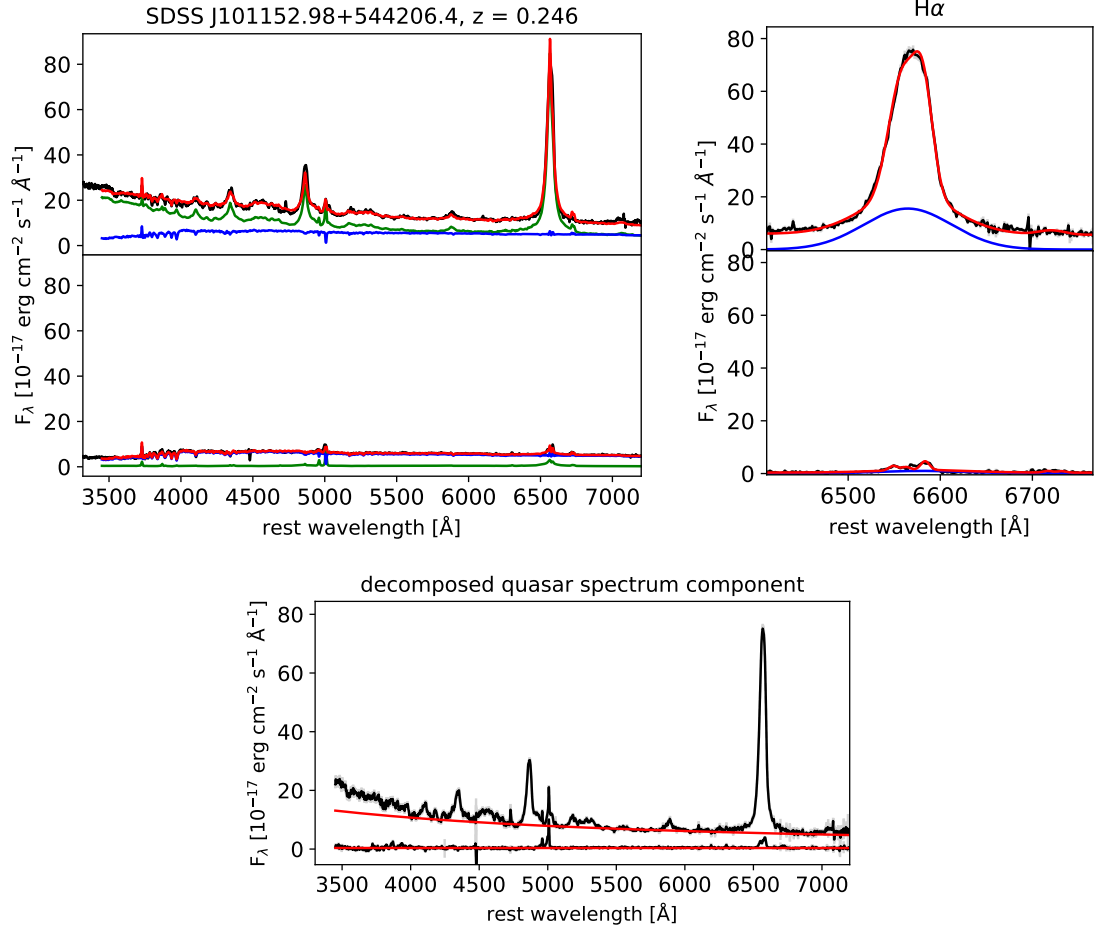 SDSS J101152.98+544206.4, z = 0.246
Hα
80
60
40
20
0
80
60
40
20
0
F_λ [10^−17 erg cm^−2 s^−1 Å^−1]
3500 4000 4500 5000 5500 6000 6500 7000
rest wavelength [Å]
80
60
40
20
0
80
60
40
20
0
F_λ [10^−17 erg cm^−2 s^−1 Å^−1]
6500 6600 6700
rest wavelength [Å]
decomposed quasar spectrum component
80
60
40
20
0
F_λ [10^−17 erg cm^−2 s^−1 Å^−1]
3500 4000 4500 5000 5500 6000 6500 7000
rest wavelength [Å]